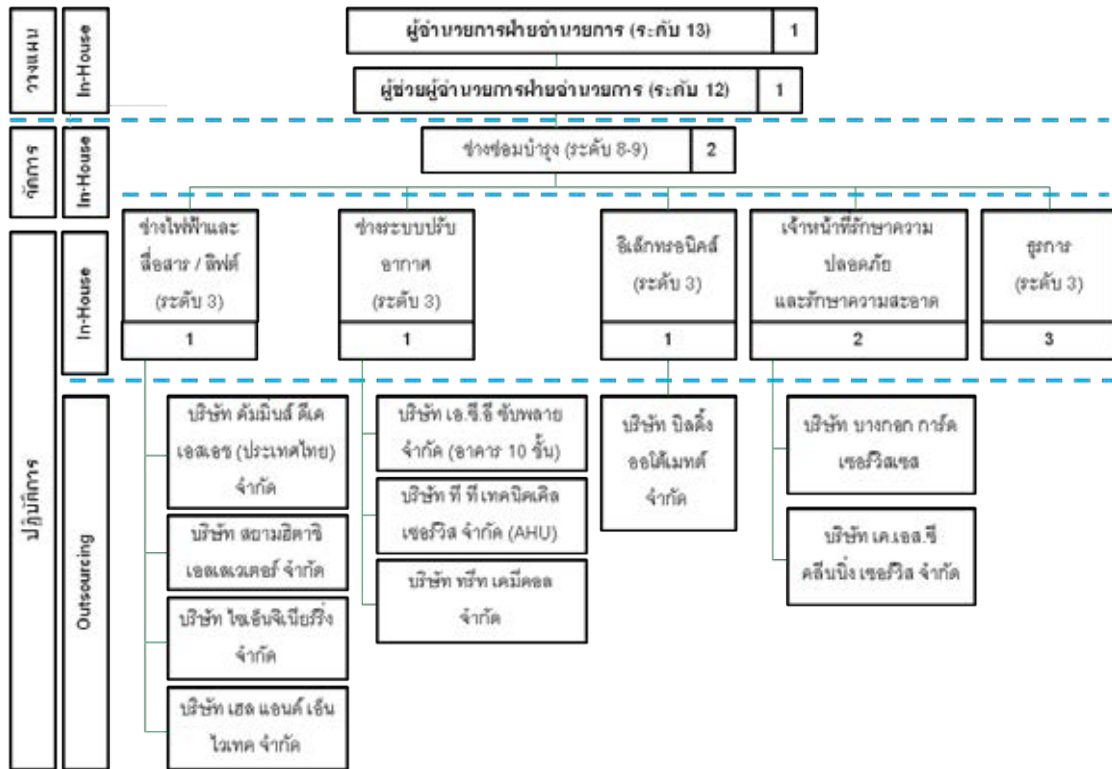 วางแผน
In-House
ผู้อำนวยการฝ่ายอำนวยการ (ระดับ 13)
1
ผู้ช่วยผู้อำนวยการฝ่ายอำนวยการ (ระดับ 12)
1
จัดการ
In-House
ช่างซ่อมบำรุง (ระดับ 8-9)
2
ปฏิบัติการ
In-House
ช่างไฟฟ้าและ
สื่อสาร / ลิฟต์
(ระดับ 3)
1
ช่างระบบปรับ
อากาศ
(ระดับ 3)
1
อิเล็กทรอนิคส์
(ระดับ 3)
1
เจ้าหน้าที่รักษาความ
ปลอดภัย
และรักษาความสะอาด
2
ธุรการ
(ระดับ 3)
3
Outsourcing
บริษัท คัมมิ่นส์ ดีเค
เอสเอช (ประเทศไทย)
จำกัด
บริษัท สยามฮิตาชิ
เอลเลเวเตอร์ จำกัด
บริษัท ไซเอ็นจิเนียร์ริ่ง
จำกัด
บริษัท เฮล แอนด์ เอ็น
ไวเทค จำกัด
บริษัท เอ.ซี.อี ซับพลาย
จำกัด (อาคาร 10 ชั้น)
บริษัท ที ที เทคนิคเคิล
เซอร์วิส จำกัด (AHU)
บริษัท ทรีท เคมีคอล
จำกัด
บริษัท บิลดิ้ง
ออโต้เมทต์
จำกัด
บริษัท บางกอก การ์ด
เซอร์วิสเซส
บริษัท เค.เอส.ซี
คลีนนิ่ง เซอร์วิส จำกัด